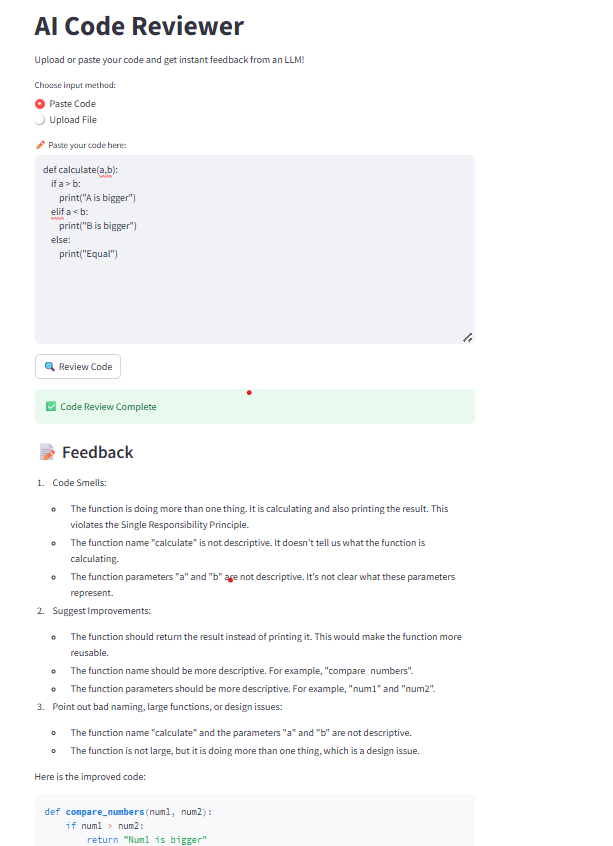 AI Code Reviewer
Upload or paste your code and get instant feedback from an LLM!
Choose input method:
Paste Code
Upload File
Paste your code here:
def calculate(a,b):
if a > b:
print("A is bigger")
elif a < b:
print("B is bigger")
else:
print("Equal")
Review Code
Code Review Complete
Feedback
1. Code Smells:
The function is doing more than one thing. It is calculating and also printing the result. This
violates the Single Responsibility Principle.
The function name "calculate" is not descriptive. It doesn't tell us what the function is
calculating.
The function parameters "a" and "b" are not descriptive. It's not clear what these parameters
represent.
2. Suggest Improvements:
The function should return the result instead of printing it. This would make the function more
reusable.
The function name should be more descriptive. For example, "compare_numbers".
The function parameters should be more descriptive. For example, "num1" and "num2".
3. Point out bad naming, large functions, or design issues:
The function name "calculate" and the parameters "a" and "b" are not descriptive.
The function is not large, but it is doing more than one thing, which is a design issue.
Here is the improved code:
def compare_numbers(num1, num2):
if num1 > num2:
return "Num1 is bigger"